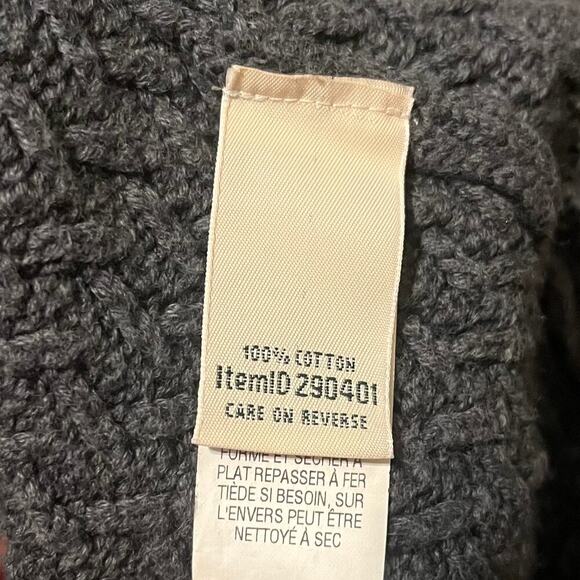 100% COTTON
ItemID 290401
CARE ON REVERSE
FORME ET SÉCHER À
PLAT REPASSER À FER
TIÈDE SI BESOIN, SUR
L'ENVERS PEUT ÊTRE
NETTOYÉ À SEC